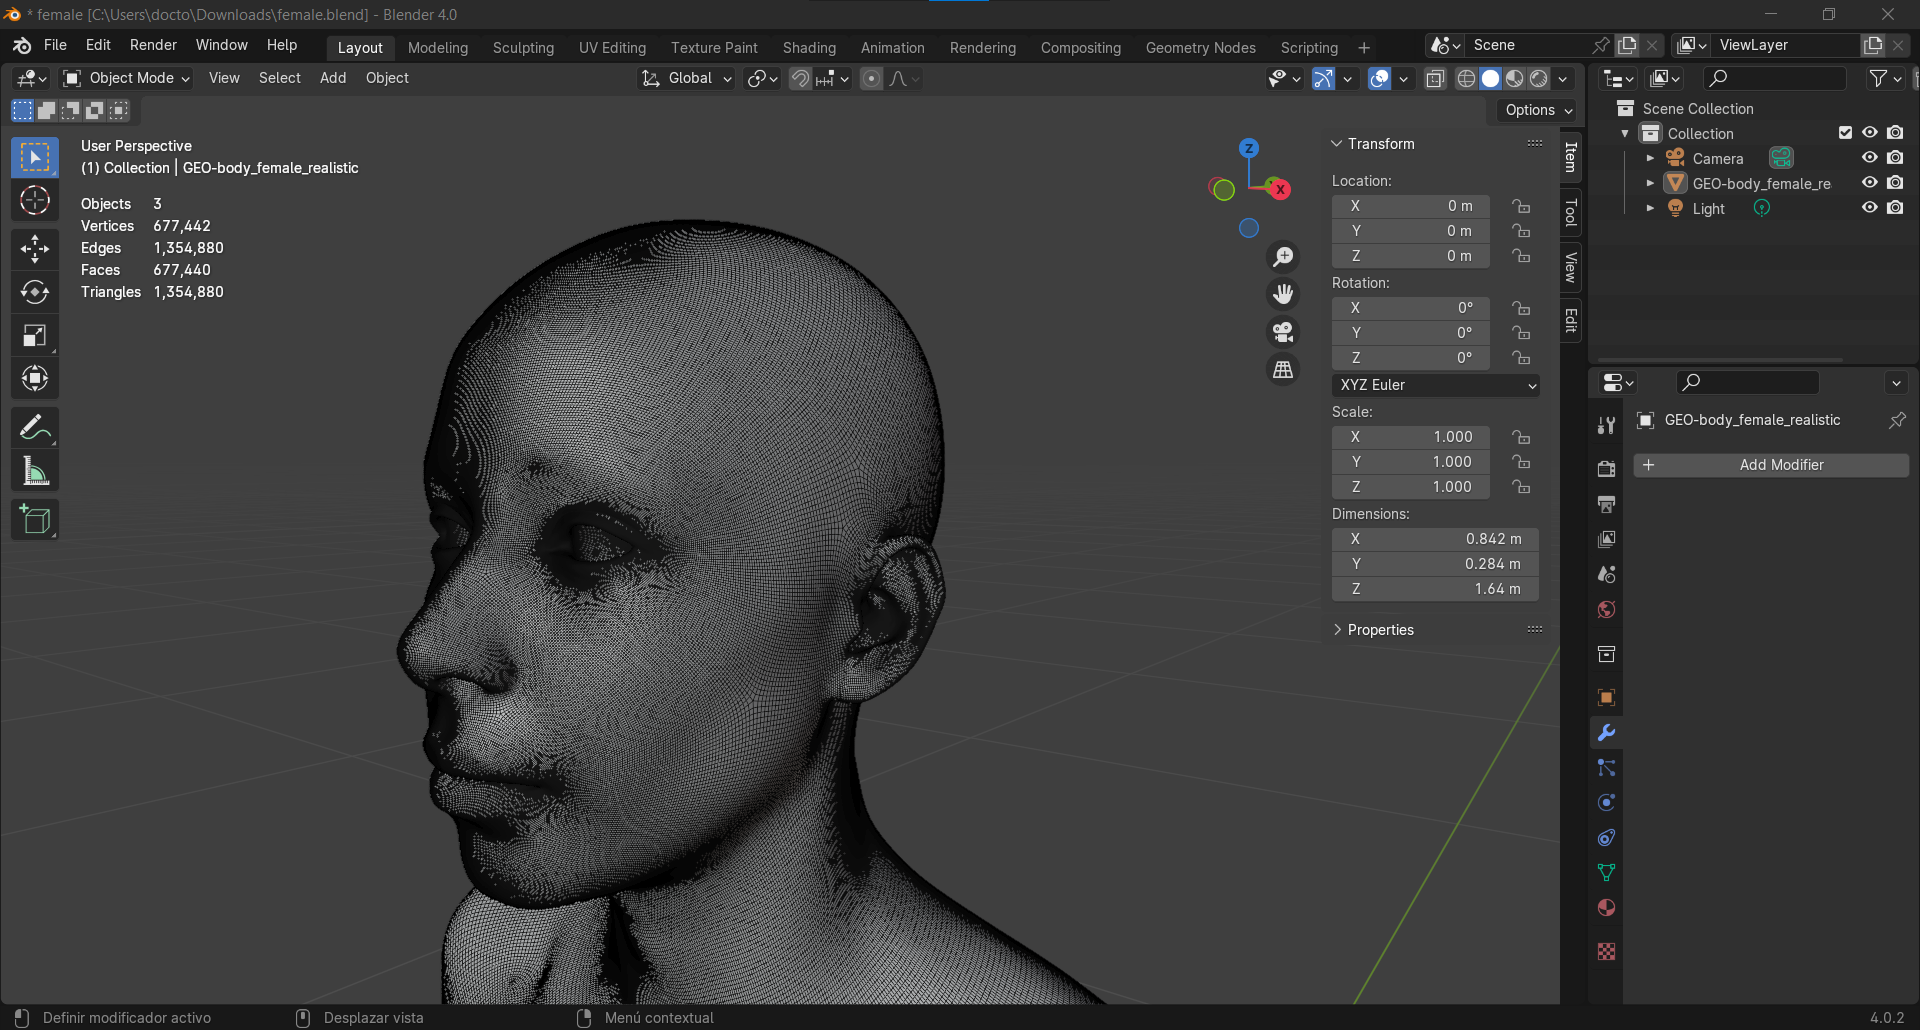 * female [C:\Users\docto\Downloads\female.blend] - Blender 4.0
File Edit Render Window Help
Layout Modeling Sculpting UV Editing Texture Paint Shading Animation Rendering Compositing Geometry Nodes Scripting
Scene
ViewLayer
Object Mode View Select Add Object
Global
Options
User Perspective
(1) Collection | GEO-body_female_realistic
Objects 3
Vertices 677,442
Edges 1,354,880
Faces 677,440
Triangles 1,354,880
Z
X
Transform
Location:
X 0 m
Y 0 m
Z 0 m
Rotation:
X 0°
Y 0°
Z 0°
XYZ Euler
Scale:
X 1.000
Y 1.000
Z 1.000
Dimensions:
X 0.842 m
Y 0.284 m
Z 1.64 m
Properties
Item
Tool
View
Edit
Scene Collection
Collection
Camera
GEO-body_female_re
Light
GEO-body_female_realistic
Add Modifier
Definir modificador activo
Desplazar vista
Menú contextual
4.0.2